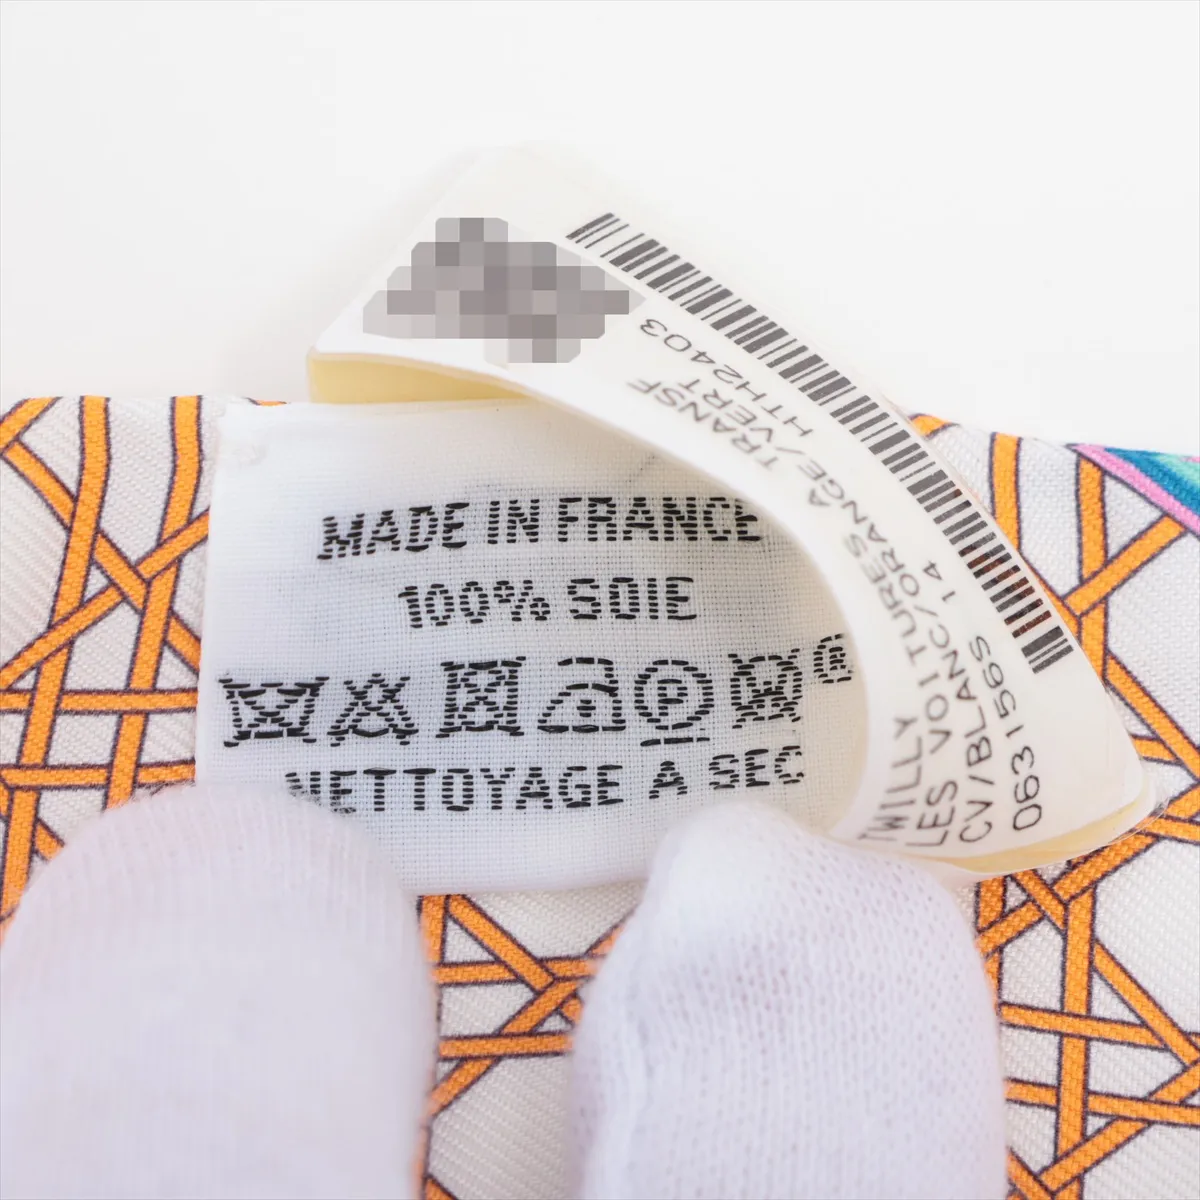 MADE IN FRANCE
100% SOIE
NETTOYAGE A SEC
TWILLY
LES VOITURES A TRANSF
CV/BLANC/ORANGE/VERT
063156S 14 HTH2403